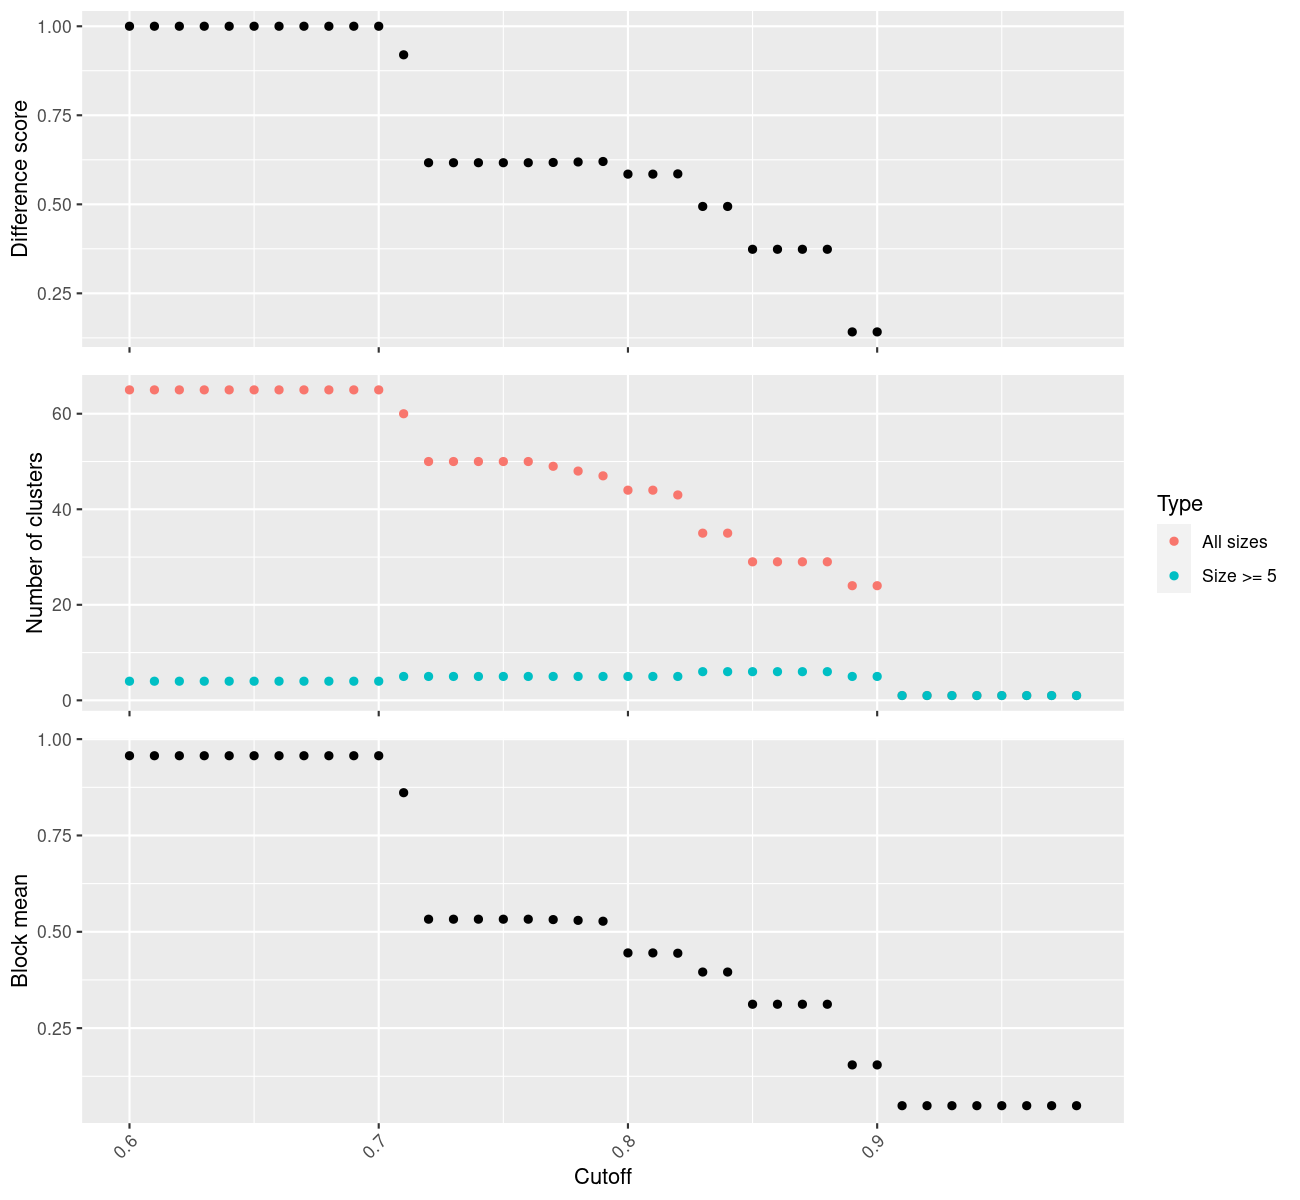 1.00
0.75
0.50
0.25
Difference score
60
40
20
0
Number of clusters
Type
All sizes
Size >= 5
1.00
0.75
0.50
0.25
Block mean
0.6
0.7
0.8
0.9
Cutoff